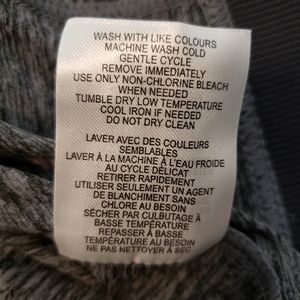 WASH WITH LIKE COLOURS
MACHINE WASH COLD
GENTLE CYCLE
REMOVE IMMEDIATELY
USE ONLY NON-CHLORINE BLEACH
WHEN NEEDED
TUMBLE DRY LOW TEMPERATURE
COOL IRON IF NEEDED
DO NOT DRY CLEAN
LAVER AVEC DES COULEURS
SEMBLABLES
LAVER À LA MACHINE À L'EAU FROIDE
AU CYCLE DÉLICAT
RETIRER RAPIDEMENT
UTILISER SEULEMENT UN AGENT
DE BLANCHIMENT SANS
CHLORE AU BESOIN
SÉCHER PAR CULBUTAGE À
BASSE TEMPÉRATURE
REPASSER À BASSE
TEMPÉRATURE AU BESOIN
NE PAS NETTOYER À SEC